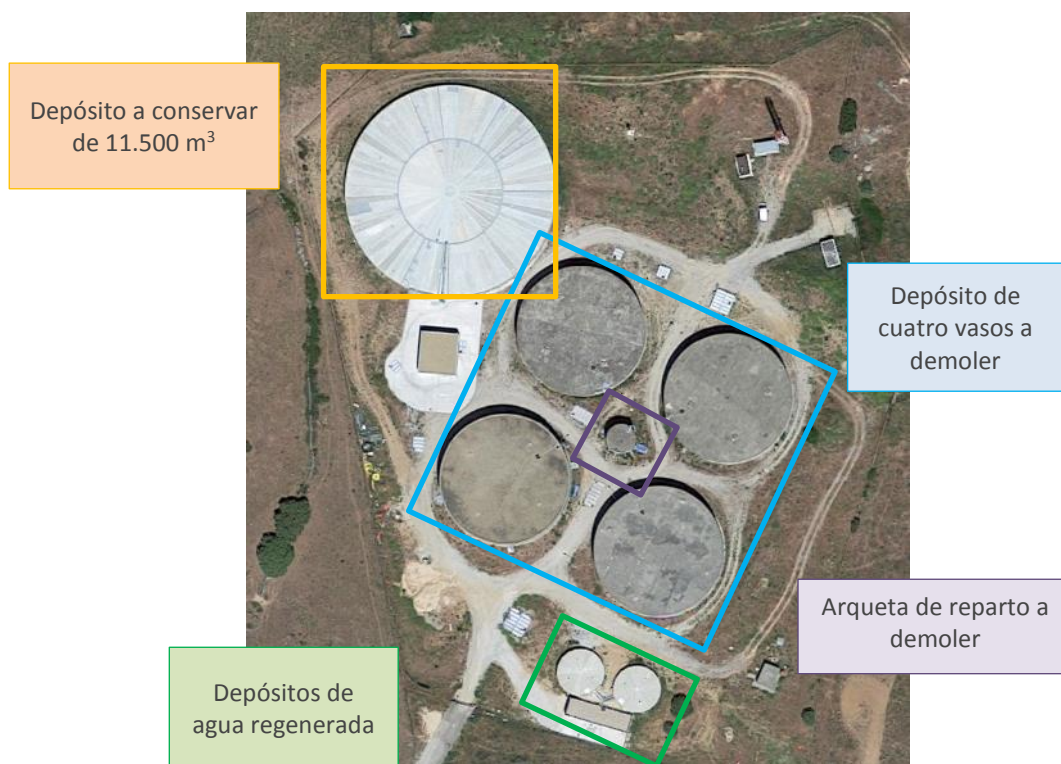 Depósito a conservar
de 11.500 m³
Depósito de
cuatro vasos a
demoler
Arqueta de reparto a
demoler
Depósitos de
agua regenerada